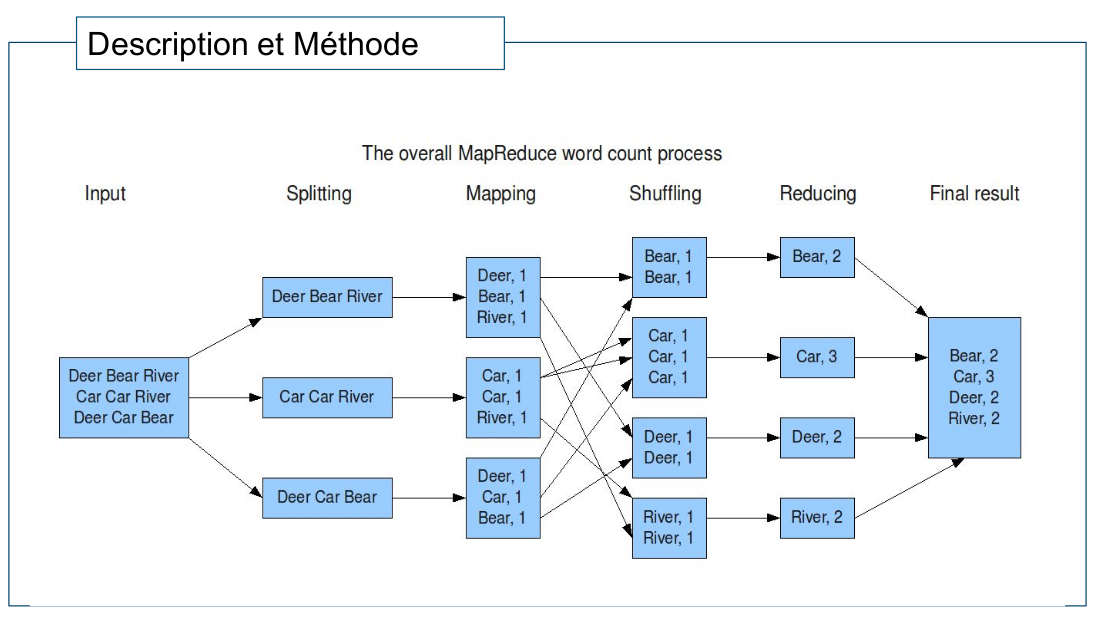 Description et Méthode
The overall MapReduce word count process
Input
Splitting
Mapping
Shuffling
Reducing
Final result
Deer Bear River
Car Car River
Deer Car Bear
Deer Bear River
Car Car River
Deer Car Bear
Deer, 1
Bear, 1
River, 1
Car, 1
Car, 1
River, 1
Deer, 1
Car, 1
Bear, 1
Bear, 1
Bear, 1
Car, 1
Car, 1
Car, 1
Deer, 1
Deer, 1
River, 1
River, 1
Bear, 2
Car, 3
Deer, 2
River, 2
Bear, 2
Car, 3
Deer, 2
River, 2